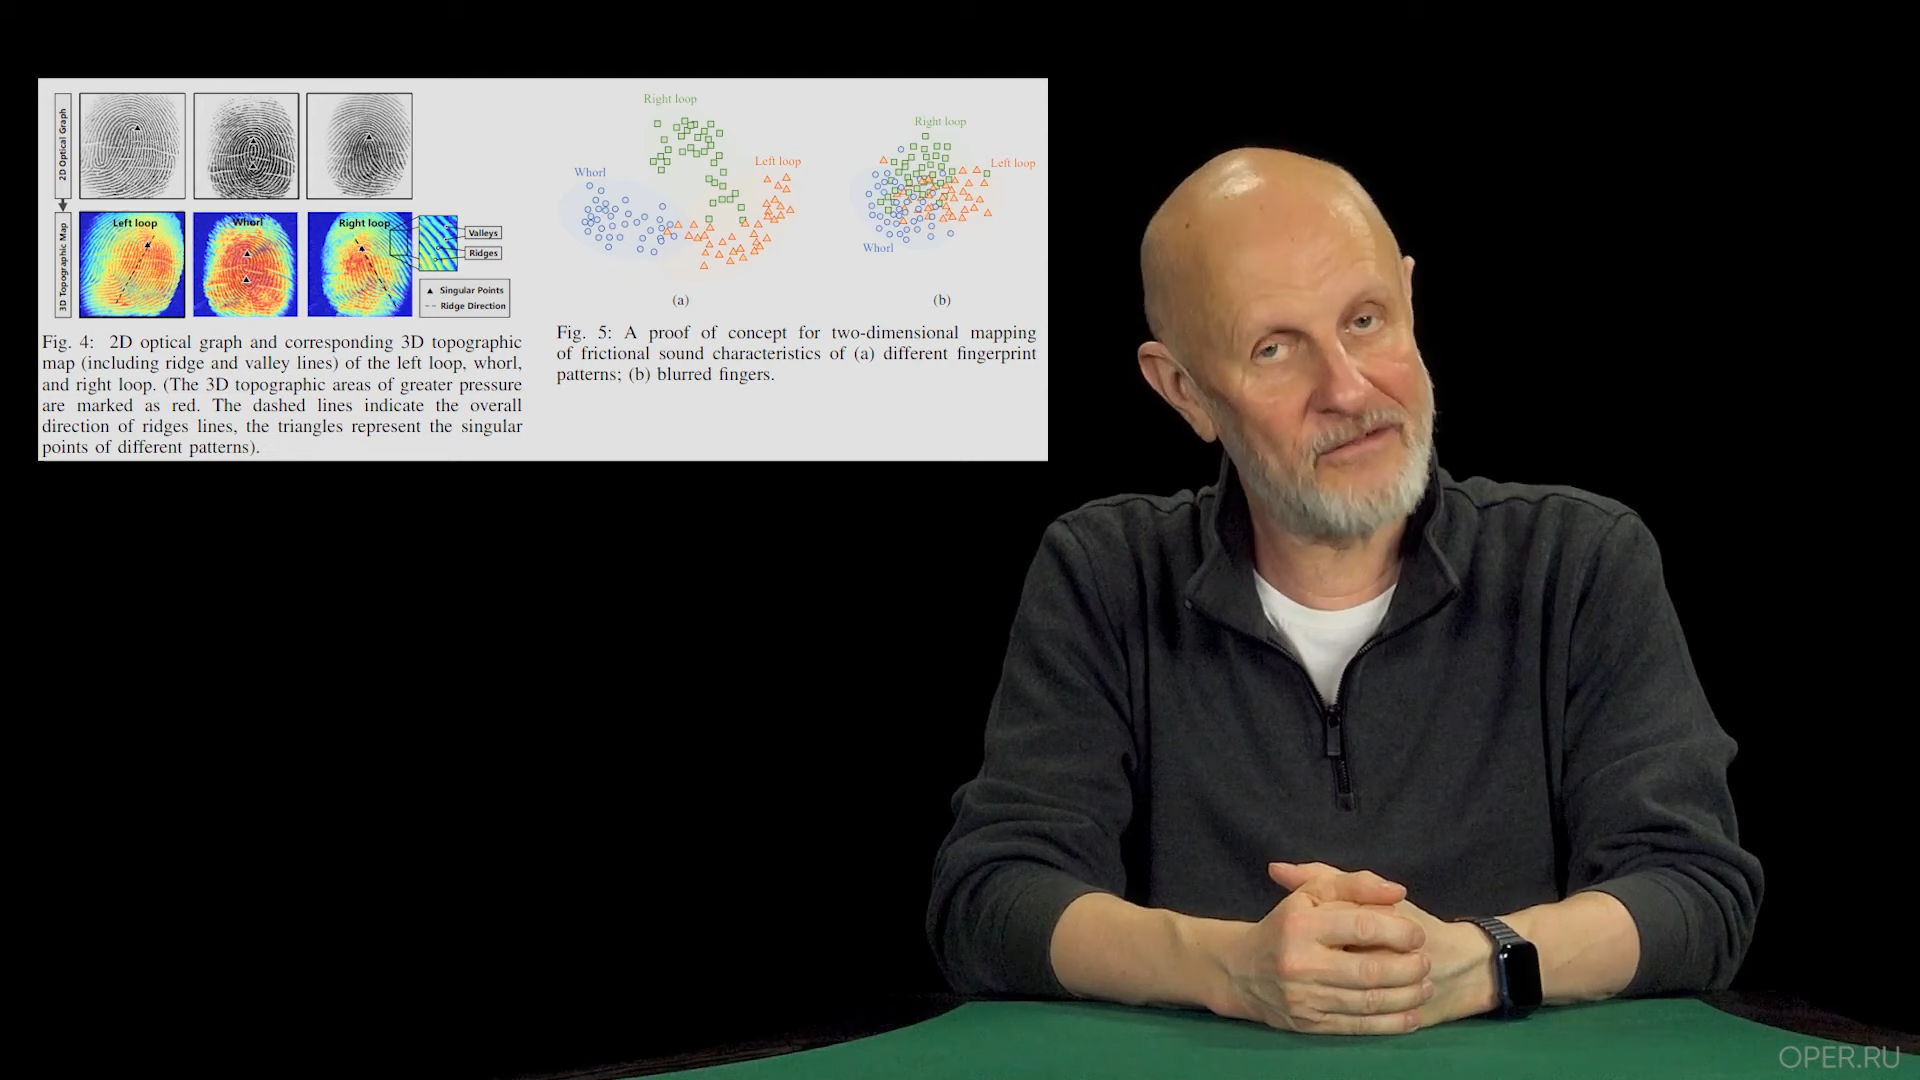 2D Optical Graph
3D Topographic Map
Left loop
Whorl
Right loop
Valleys
Ridges
Singular Points
Ridge Direction
Fig. 4: 2D optical graph and corresponding 3D topographic
map (including ridge and valley lines) of the left loop, whorl,
and right loop. (The 3D topographic areas of greater pressure
are marked as red. The dashed lines indicate the overall
direction of ridges lines, the triangles represent the singular
points of different patterns).
Right loop
Left loop
Whorl
(a)
Right loop
Left loop
Whorl
(b)
Fig. 5: A proof of concept for two-dimensional mapping
of frictional sound characteristics of (a) different fingerprint
patterns; (b) blurred fingers.
OPER.RU